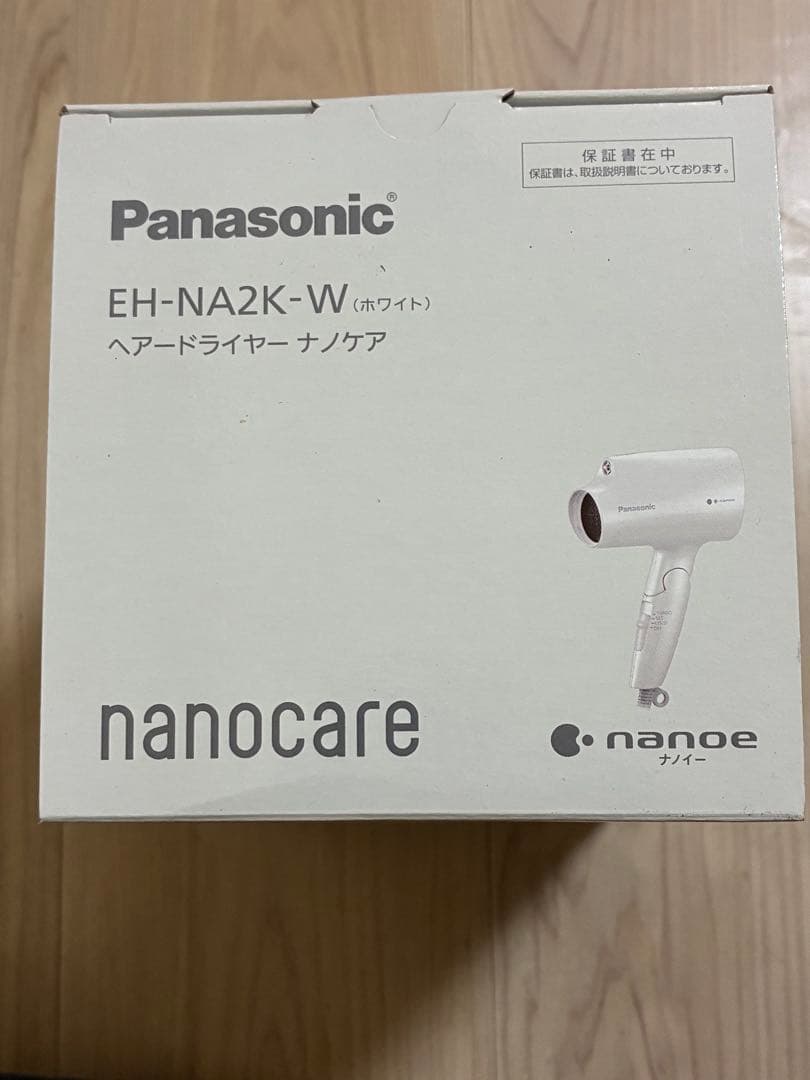 保証書在中
保証書は、取扱説明書についております。
Panasonic®
EH-NA2K-W(ホワイト)
ヘアードライヤー ナノケア
Panasonic
nanocare
nanoe
ナノイー